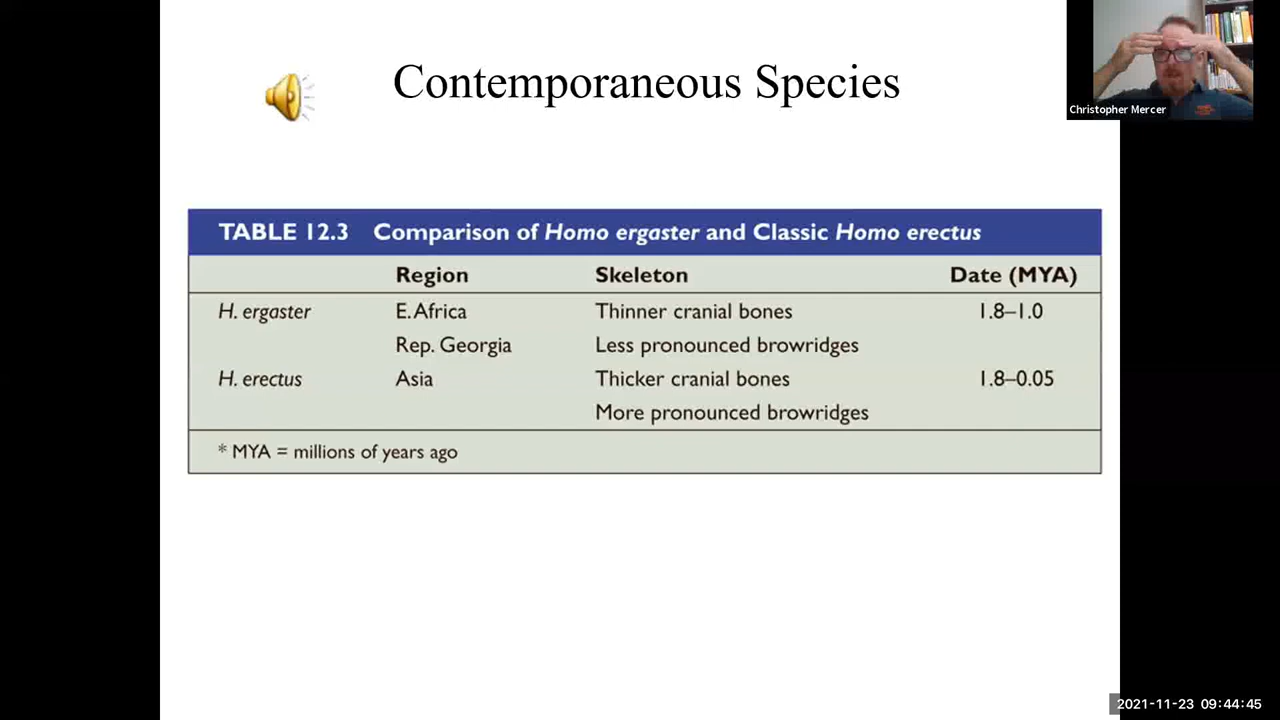 Contemporaneous Species
Christopher Mercer
TABLE 12.3 Comparison of Homo ergaster and Classic Homo erectus
Region Skeleton Date (MYA)
H. ergaster E. Africa Thinner cranial bones 1.8–1.0
Rep. Georgia Less pronounced browridges
H. erectus Asia Thicker cranial bones 1.8–0.05
More pronounced browridges
* MYA = millions of years ago
2021-11-23 09:44:45